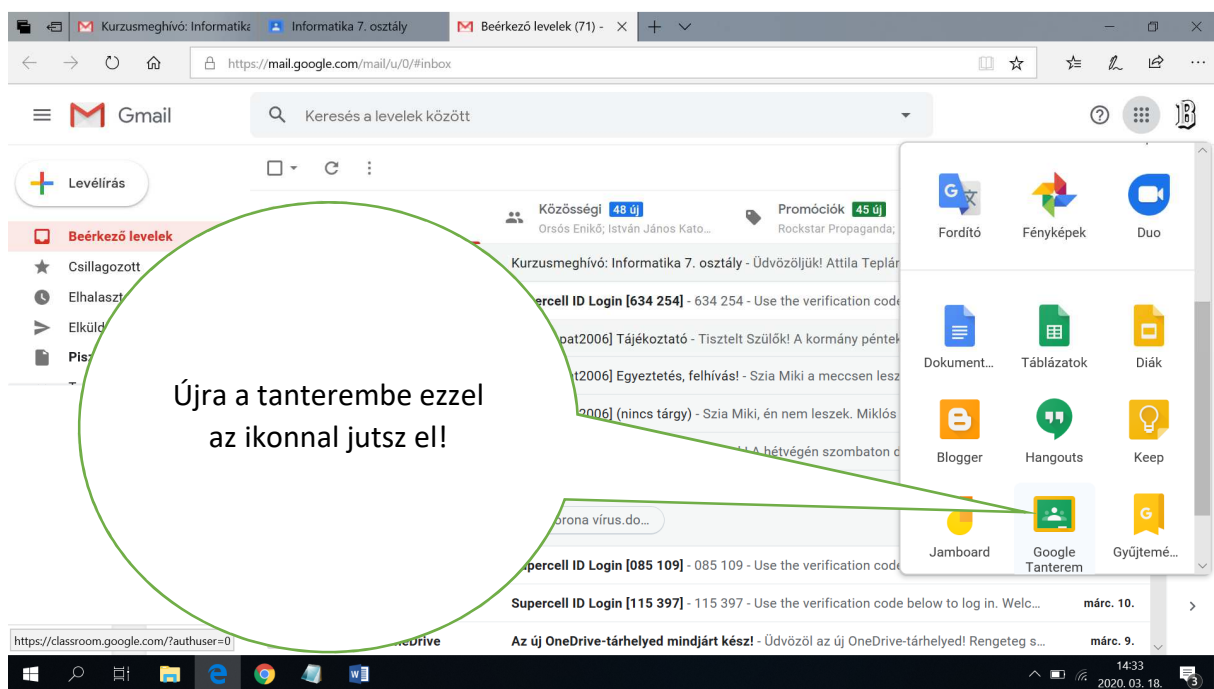 Kurzusmeghívó: Informatika
Informatika 7. osztály
Beérkező levelek (71) -
https://mail.google.com/mail/u/0/#inbox
Gmail
Keresés a levelek között
Levélírás
Beérkező levelek
Csillagozott
Elhalaszt
Elküld
Közösségi 48 új
Orsós Enikő; István János Kato...
Promóciók 45 új
Rockstar Propaganda;
Kurzusmeghívó: Informatika 7. osztály - Üdvözöljük! Attila Teplár
Supercell ID Login [634 254] - 634 254 - Use the verification code
Tájékoztató - Tisztelt Szülők! A kormány péntek
Egyeztetés, felhívás! - Szia Miki a meccsen lesz
2006] (nincs tárgy) - Szia Miki, én nem leszek. Miklós
A hétvégén szombaton
vírus.do...
Supercell ID Login [085 109] - 085 109 - Use the verification code
Supercell ID Login [115 397] - 115 397 - Use the verification code below to log in. Welc...
márc. 10.
OneDrive
Az új OneDrive-tárhelyed mindjárt kész! - Üdvözöl az új OneDrive-tárhelyed! Rengeteg s...
márc. 9.
Újra a tanterembe ezzel
az ikonnal jutsz el!
Fordító
Fényképek
Duo
Dokument...
Táblázatok
Diák
Blogger
Hangouts
Keep
Jamboard
Google
Tanterem
Gyűjtemé...
https://classroom.google.com/?authuser=0
14:33
2020. 03. 18.
3